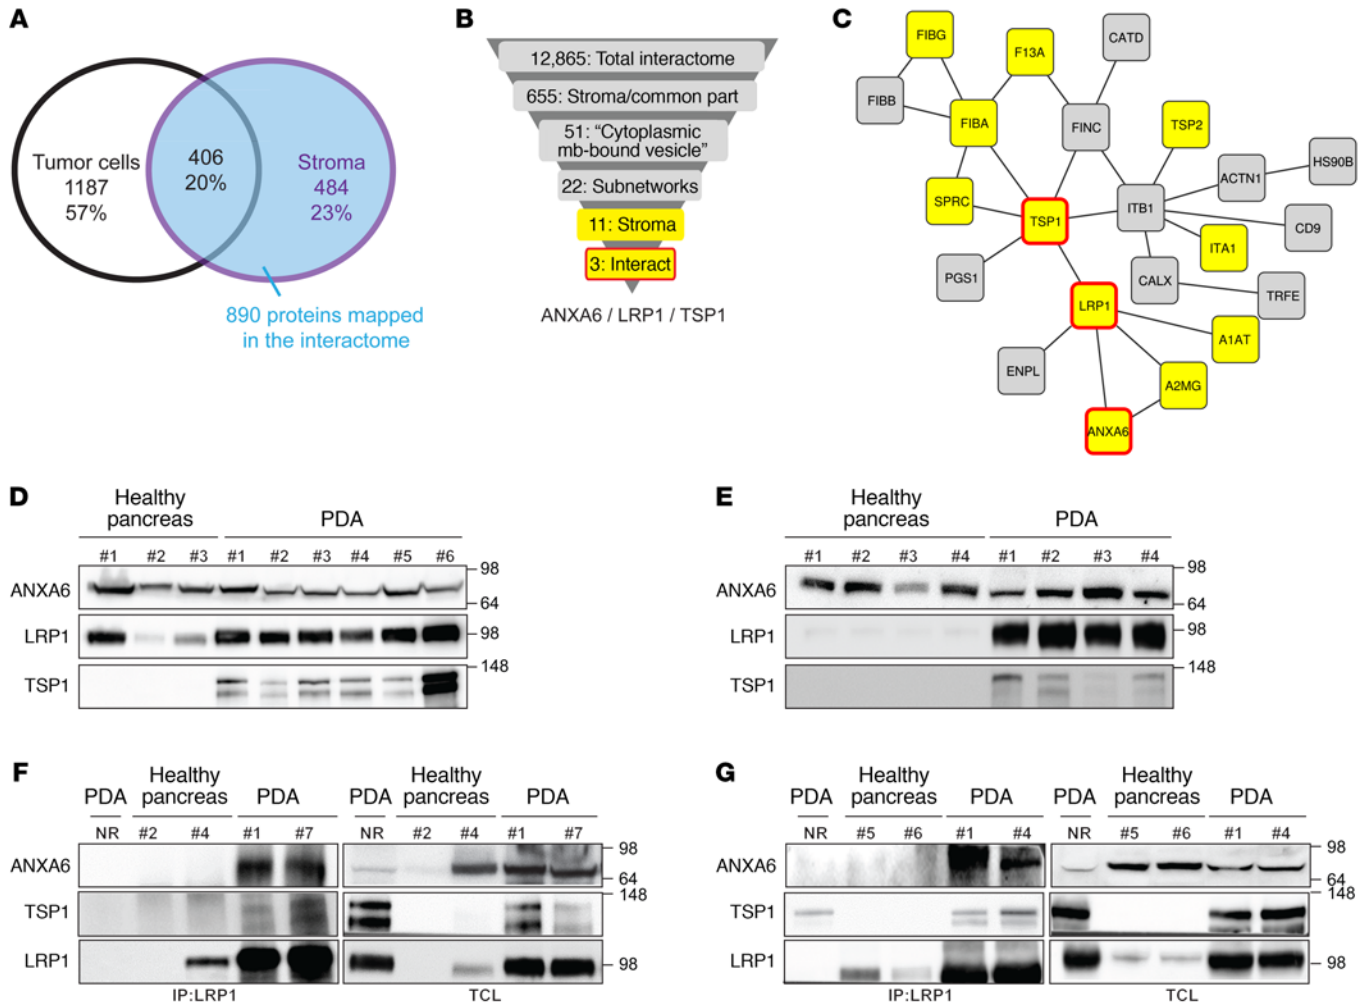 A
Tumor cells
1187
57%
406
20%
Stroma
484
23%
890 proteins mapped
in the interactome
B
12,865: Total interactome
655: Stroma/common part
51: “Cytoplasmic
mb-bound vesicle”
22: Subnetworks
11: Stroma
3: Interact
ANXA6 / LRP1 / TSP1
C
FIBG
F13A
CATD
FIBB
FIBA
FINC
TSP2
HS90B
ACTN1
SPRC
TSP1
ITB1
CD9
ITA1
PGS1
CALX
TRFE
LRP1
A1AT
ENPL
A2MG
ANXA6
D
Healthy
pancreas
PDA
#1 #2 #3 #1 #2 #3 #4 #5 #6
ANXA6
98
64
LRP1
98
TSP1
148
E
Healthy
pancreas
PDA
#1 #2 #3 #4 #1 #2 #3 #4
ANXA6
98
64
LRP1
98
TSP1
148
F
PDA Healthy pancreas PDA PDA Healthy pancreas PDA
NR #2 #4 #1 #7 NR #2 #4 #1 #7
ANXA6
98
64
TSP1
148
LRP1
98
IP:LRP1 TCL
G
PDA Healthy pancreas PDA PDA Healthy pancreas PDA
NR #5 #6 #1 #4 NR #5 #6 #1 #4
ANXA6
98
64
TSP1
148
LRP1
98
IP:LRP1 TCL